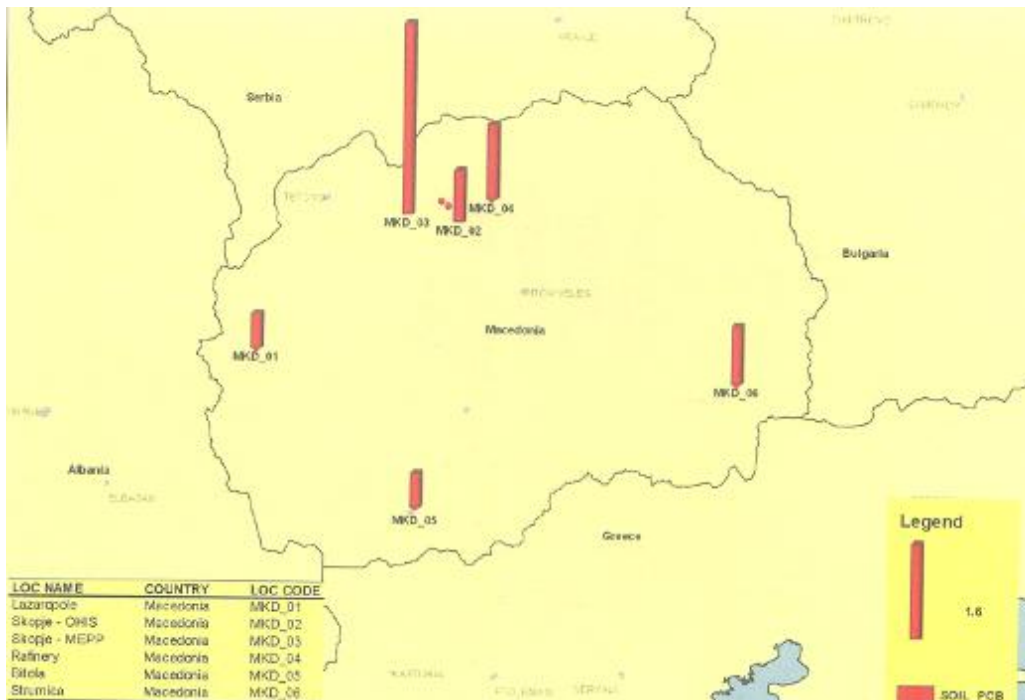 Serbia
TETOVO
MKD_03
MKD_02
MKD_04
Bulgaria
Macedonia
MKD_01
MKD_06
Albania
MKD_05
Greece
Legend
1.6
SOIL_PCB
LOC NAME COUNTRY LOC CODE
Lazaropole Macedonia MKD_01
Skopje - OHIS Macedonia MKD_02
Skopje - MEPP Macedonia MKD_03
Rafinery Macedonia MKD_04
Bitola Macedonia MKD_05
Strumica Macedonia MKD_06